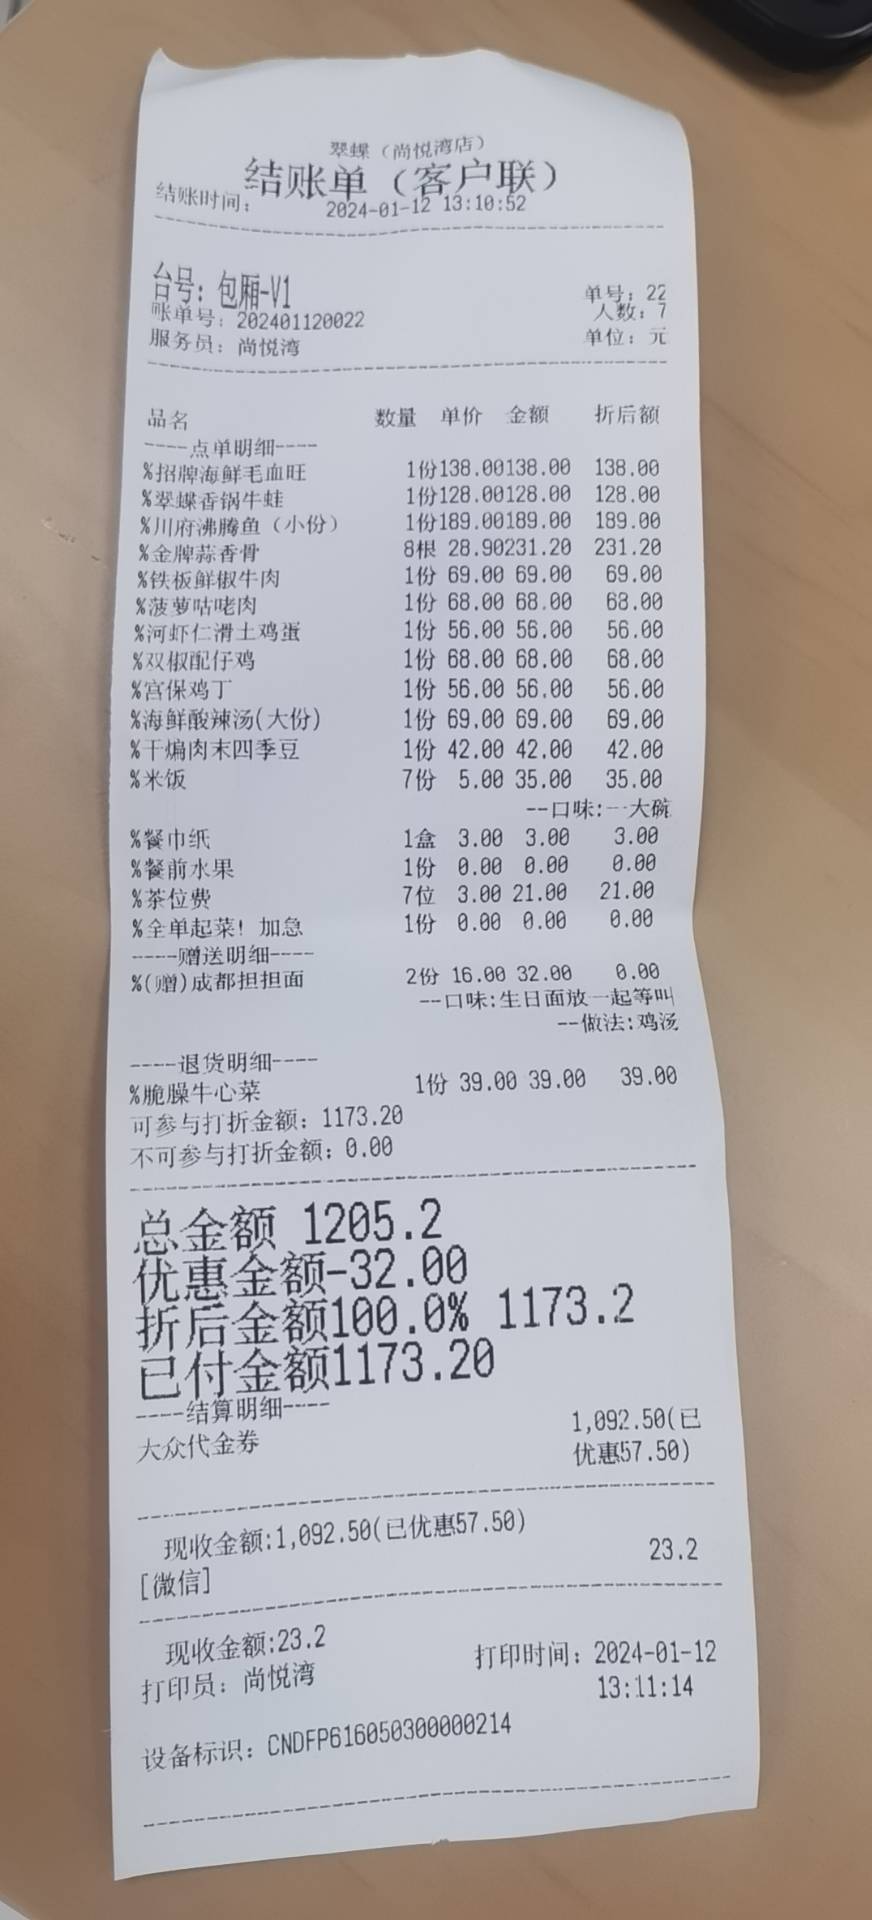 翠蝶（尚悦湾店）
结账单（客户联）
结账时间： 2024-01-12 13:10:52
台号：包厢-V1
单号：22
账单号：202401120022 人数：7
服务员：尚悦湾 单位：元
品名 数量 单价 金额 折后额
----点单明细----
%招牌海鲜毛血旺 1份138.00138.00 138.00
%翠蝶香锅牛蛙 1份128.00128.00 128.00
%川府沸腾鱼（小份） 1份189.00189.00 189.00
%金牌蒜香骨 8根 28.90231.20 231.20
%铁板鲜椒牛肉 1份 69.00 69.00 69.00
%菠萝咕咾肉 1份 68.00 68.00 68.00
%河虾仁滑土鸡蛋 1份 56.00 56.00 56.00
%双椒配仔鸡 1份 68.00 68.00 68.00
%宫保鸡丁 1份 56.00 56.00 56.00
%海鲜酸辣汤(大份) 1份 69.00 69.00 69.00
%干煸肉末四季豆 1份 42.00 42.00 42.00
%米饭 7份 5.00 35.00 35.00
--口味:一大碗
%餐巾纸 1盒 3.00 3.00 3.00
%餐前水果 1份 0.00 0.00 0.00
%茶位费 7位 3.00 21.00 21.00
%全单起菜！加急 1份 0.00 0.00 0.00
----赠送明细----
%(赠)成都担担面 2份 16.00 32.00 0.00
--口味:生日面放一起等叫
--做法:鸡汤
----退货明细----
%脆臊牛心菜 1份 39.00 39.00 39.00
可参与打折金额：1173.20
不可参与打折金额：0.00
总金额 1205.2
优惠金额-32.00
折后金额100.0% 1173.2
已付金额1173.20
----结算明细----
大众代金券 1,092.50(已
优惠57.50)
现收金额:1,092.50(已优惠57.50)
[微信] 23.2
现收金额:23.2
打印员：尚悦湾 打印时间：2024-01-12
13:11:14
设备标识：CNDFP616050300000214